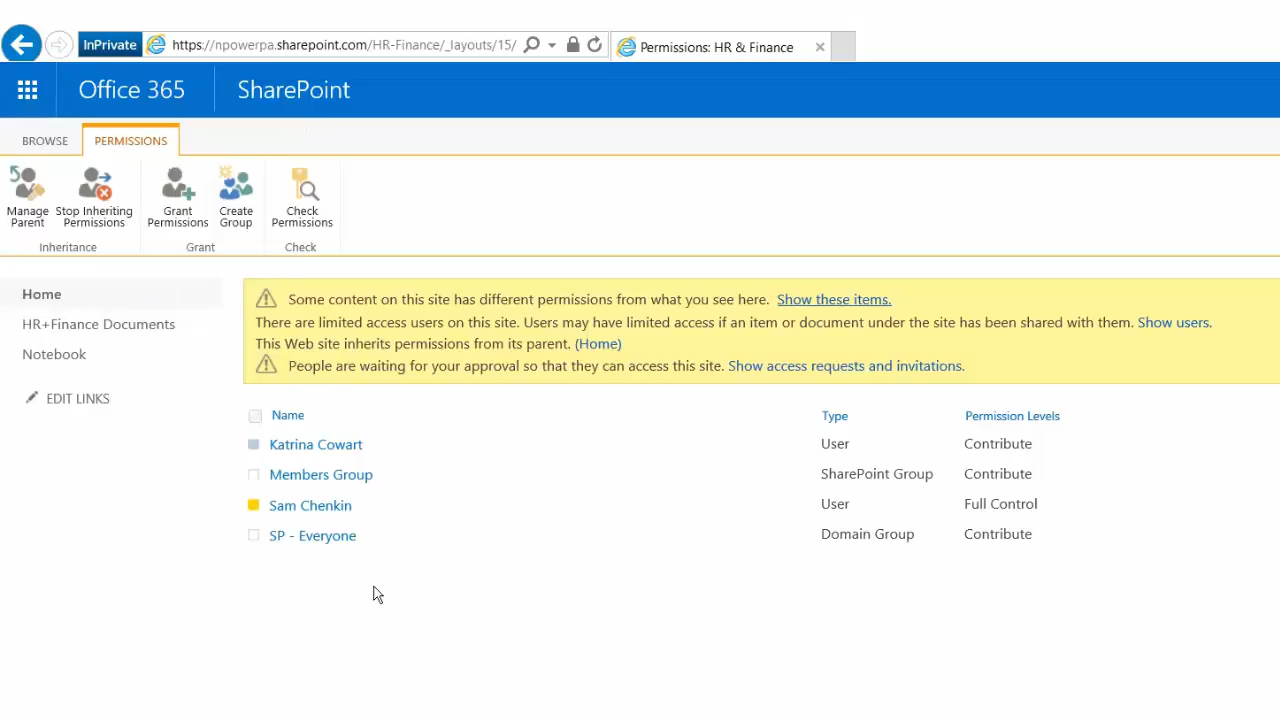 InPrivate https://npowerpa.sharepoint.com/HR-Finance/_layouts/15/ Permissions: HR & Finance
Office 365 SharePoint
BROWSE PERMISSIONS
Manage Parent Stop Inheriting Permissions Grant Permissions Create Group Check Permissions
Inheritance Grant Check
Home
HR+Finance Documents
Notebook
EDIT LINKS
Some content on this site has different permissions from what you see here. Show these items.
There are limited access users on this site. Users may have limited access if an item or document under the site has been shared with them. Show users.
This Web site inherits permissions from its parent. (Home)
People are waiting for your approval so that they can access this site. Show access requests and invitations.
Name Type Permission Levels
Katrina Cowart User Contribute
Members Group SharePoint Group Contribute
Sam Chenkin User Full Control
SP - Everyone Domain Group Contribute